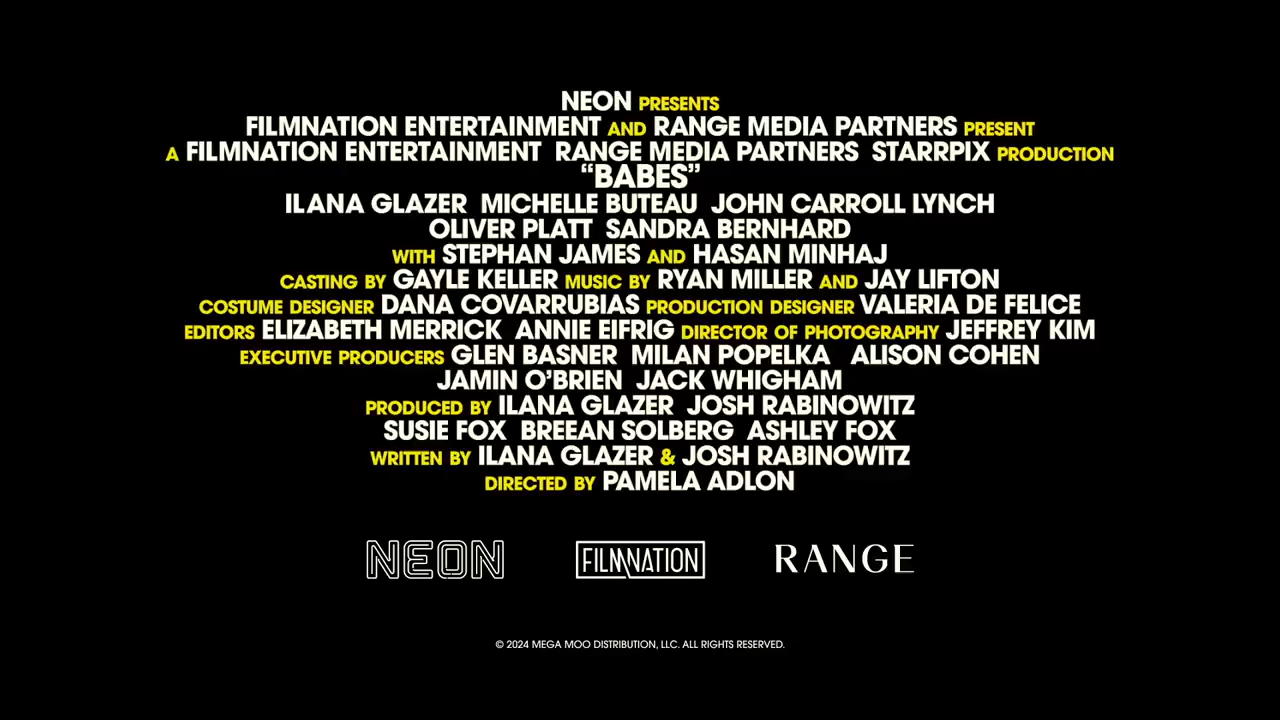 NEON PRESENTS
FILMNATION ENTERTAINMENT AND RANGE MEDIA PARTNERS PRESENT
A FILMNATION ENTERTAINMENT RANGE MEDIA PARTNERS STARRPIX PRODUCTION
“BABES”
ILANA GLAZER MICHELLE BUTEAU JOHN CARROLL LYNCH
OLIVER PLATT SANDRA BERNHARD
WITH STEPHAN JAMES AND HASAN MINHAJ
CASTING BY GAYLE KELLER MUSIC BY RYAN MILLER AND JAY LIFTON
COSTUME DESIGNER DANA COVARRUBIAS PRODUCTION DESIGNER VALERIA DE FELICE
EDITORS ELIZABETH MERRICK ANNIE EIFRIG DIRECTOR OF PHOTOGRAPHY JEFFREY KIM
EXECUTIVE PRODUCERS GLEN BASNER MILAN POPELKA ALISON COHEN
JAMIN O’BRIEN JACK WHIGHAM
PRODUCED BY ILANA GLAZER JOSH RABINOWITZ
SUSIE FOX BREEAN SOLBERG ASHLEY FOX
WRITTEN BY ILANA GLAZER & JOSH RABINOWITZ
DIRECTED BY PAMELA ADLON
NEON FILMNATION RANGE
© 2024 MEGA MOO DISTRIBUTION, LLC. ALL RIGHTS RESERVED.